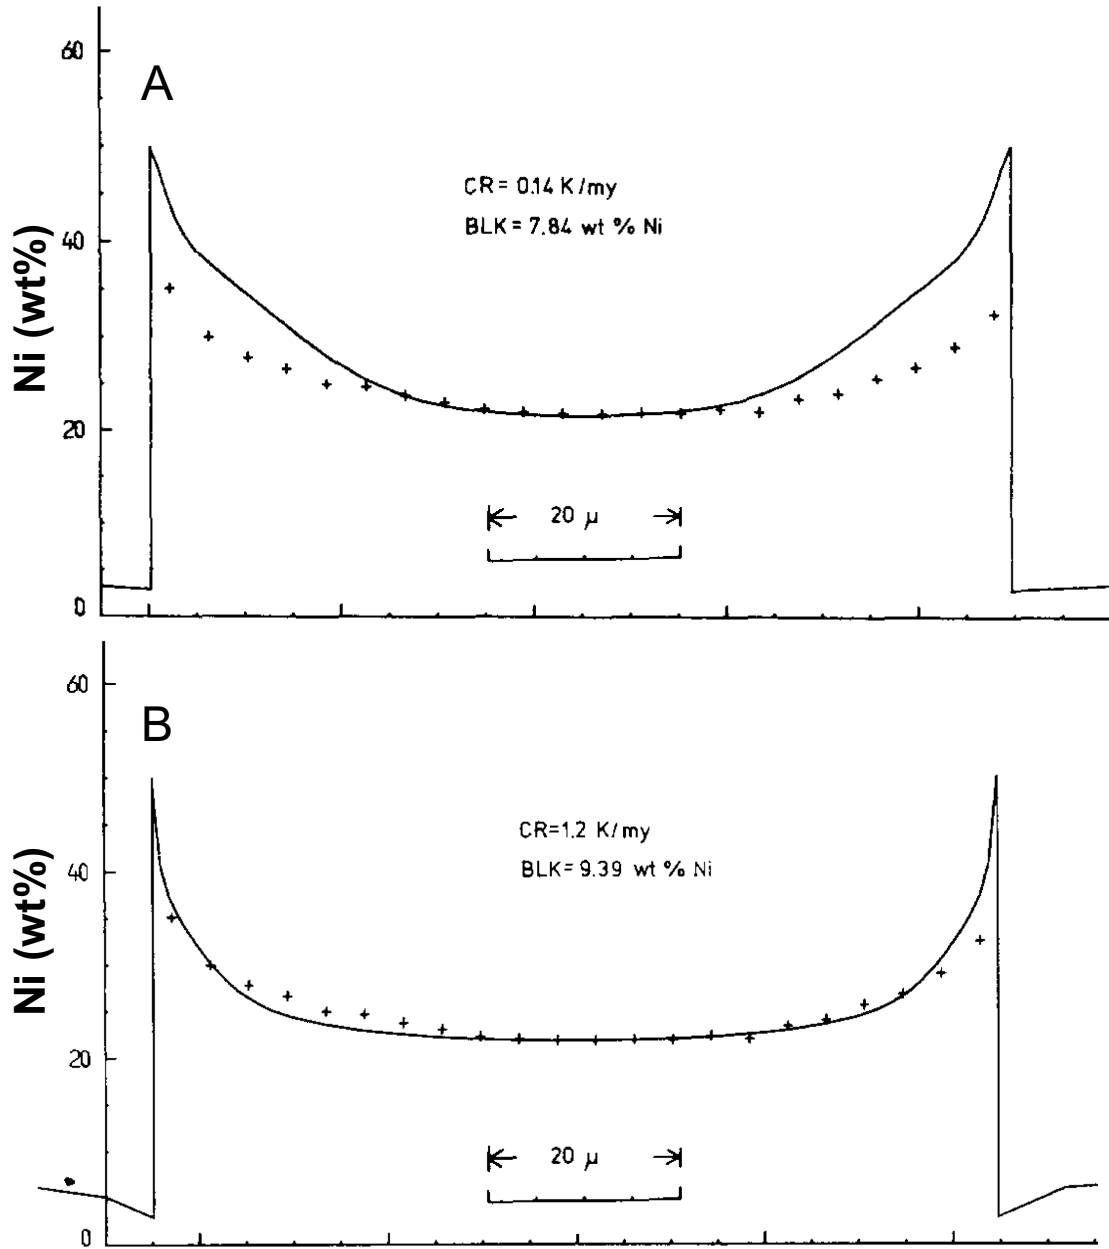 60
A
CR= 0.14 K/my
BLK= 7.84 wt % Ni
40
Ni (wt%)
20
20 μ
0
60
B
CR=1.2 K/my
BLK= 9.39 wt % Ni
40
Ni (wt%)
20
20 μ
0